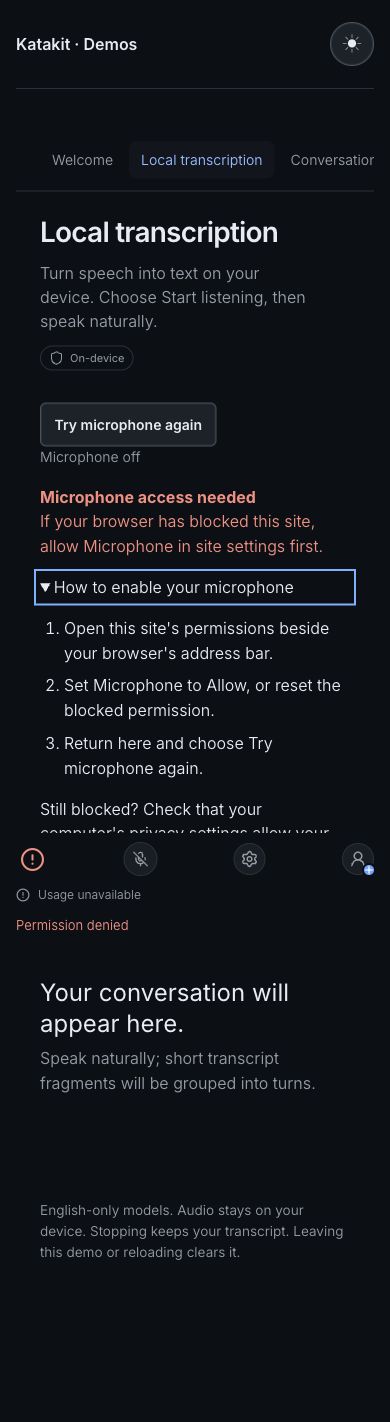 Katakit · Demos
Welcome
Local transcription
Conversation
Local transcription
Turn speech into text on your
device. Choose Start listening, then
speak naturally.
On-device
Try microphone again
Microphone off
Microphone access needed
If your browser has blocked this site,
allow Microphone in site settings first.
How to enable your microphone
1. Open this site's permissions beside
your browser's address bar.
2. Set Microphone to Allow, or reset the
blocked permission.
3. Return here and choose Try
microphone again.
Still blocked? Check that your
computer's privacy settings allow your
Usage unavailable
Permission denied
Your conversation will
appear here.
Speak naturally; short transcript
fragments will be grouped into turns.
English-only models. Audio stays on your
device. Stopping keeps your transcript. Leaving
this demo or reloading clears it.